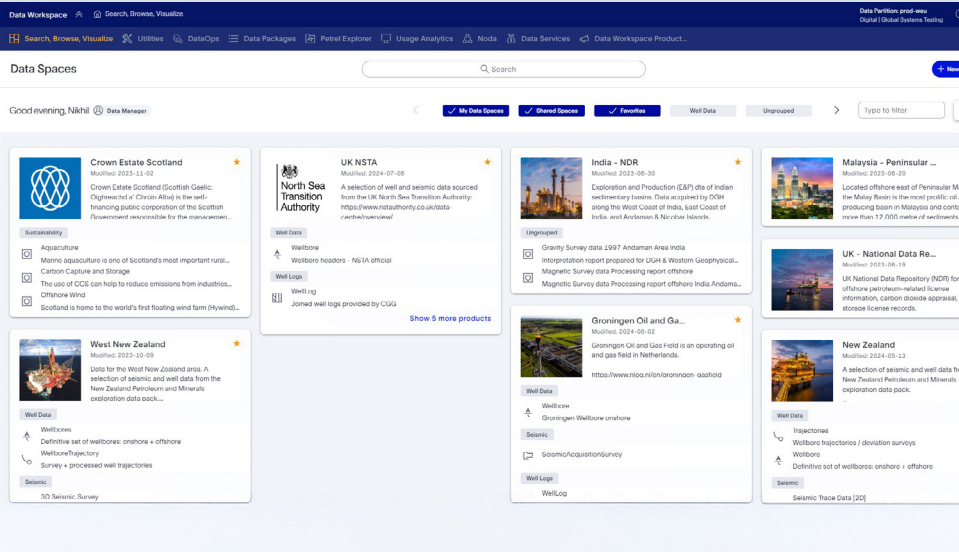 Data Workspace
Search, Browse, Visualize
Data Partition: prod-weu
Digital | Global Systems Testing
Search, Browse, Visualize
Utilities
DataOps
Data Packages
Petrel Explorer
Usage Analytics
Noda
Data Services
Data Workspace Product...
Data Spaces
Search
+ New
Good evening, Nikhil
Data Manager
My Data Spaces
Shared Spaces
Favorites
Well Data
Ungrouped
Type to filter
Crown Estate Scotland
Modified: 2023-11-02
Crown Estate Scotland (Scottish Gaelic:
Oighreachd a' Chrùin Alba) is the self-
financing public corporation of the Scottish
Government responsible for the managemen...
Sustainability
Aquaculture
Marine aquaculture is one of Scotland's most important rural...
Carbon Capture and Storage
The use of CCS can help to reduce emissions from industries...
Offshore Wind
Scotland is home to the world's first floating wind farm (Hywind)...
West New Zealand
Modified: 2023-10-09
Data for the West New Zealand area. A
selection of seismic and well data from the
New Zealand Petroleum and Minerals
exploration data pack....
Well Data
Wellbores
Definitive set of wellbores: onshore + offshore
WellboreTrajectory
Survey + processed well trajectories
Seismic
3D Seismic Survey
North Sea
Transition
Authority
UK NSTA
Modified: 2024-07-08
A selection of well and seismic data sourced
from the UK North Sea Transition Authority:
https://www.nstauthority.co.uk/data-
centre/overview/
Well Data
Wellbore
Wellbore headers - NSTA official
Well Logs
WellLog
Joined well logs provided by CGG
Show 5 more products
India - NDR
Modified: 2023-08-30
Exploration and Production (E&P) dta of Indian
sedimentary basins. Data acquired by DGH
along the West Coast of India, East Coast of
India, and Andaman & Nicobar Islands.
Ungrouped
Gravity Survey data 1997 Andaman Area India
Interpretation report prepared for DGH & Western Geophysical...
Magnetic Survey data Processing report offshore
Magnetic Survey data Processing report offshore India Andama...
Groningen Oil and Ga...
Modified: 2024-08-02
Groningen Oil and Gas Field is an operating oil
and gas field in Netherlands.
https://www.nlog.nl/en/groningen-gasfield
Well Data
Wellbore
Groningen Wellbore onshore
Seismic
SeismicAcquisitionSurvey
Well Logs
WellLog
Malaysia - Peninsular ...
Modified: 2023-08-20
Located offshore east of Peninsular M
the Malay Basin is the most prolific oil
producing basin in Malaysia and conta
more than 12,000 metre of sediments
UK - National Data Re...
Modified: 2023-08-19
UK National Data Repository (NDR) for
offshore petroleum-related license
information, carbon dioxide appraisal,
storage license records.
New Zealand
Modified: 2024-05-13
A selection of seismic and well data fro
New Zealand Petroleum and Minerals
exploration data pack.
...
Well Data
Trajectories
Wellbore trajectories / deviation surveys
Wellbore
Definitive set of wellbores: onshore + offshore
Seismic
Seismic Trace Data [2D]